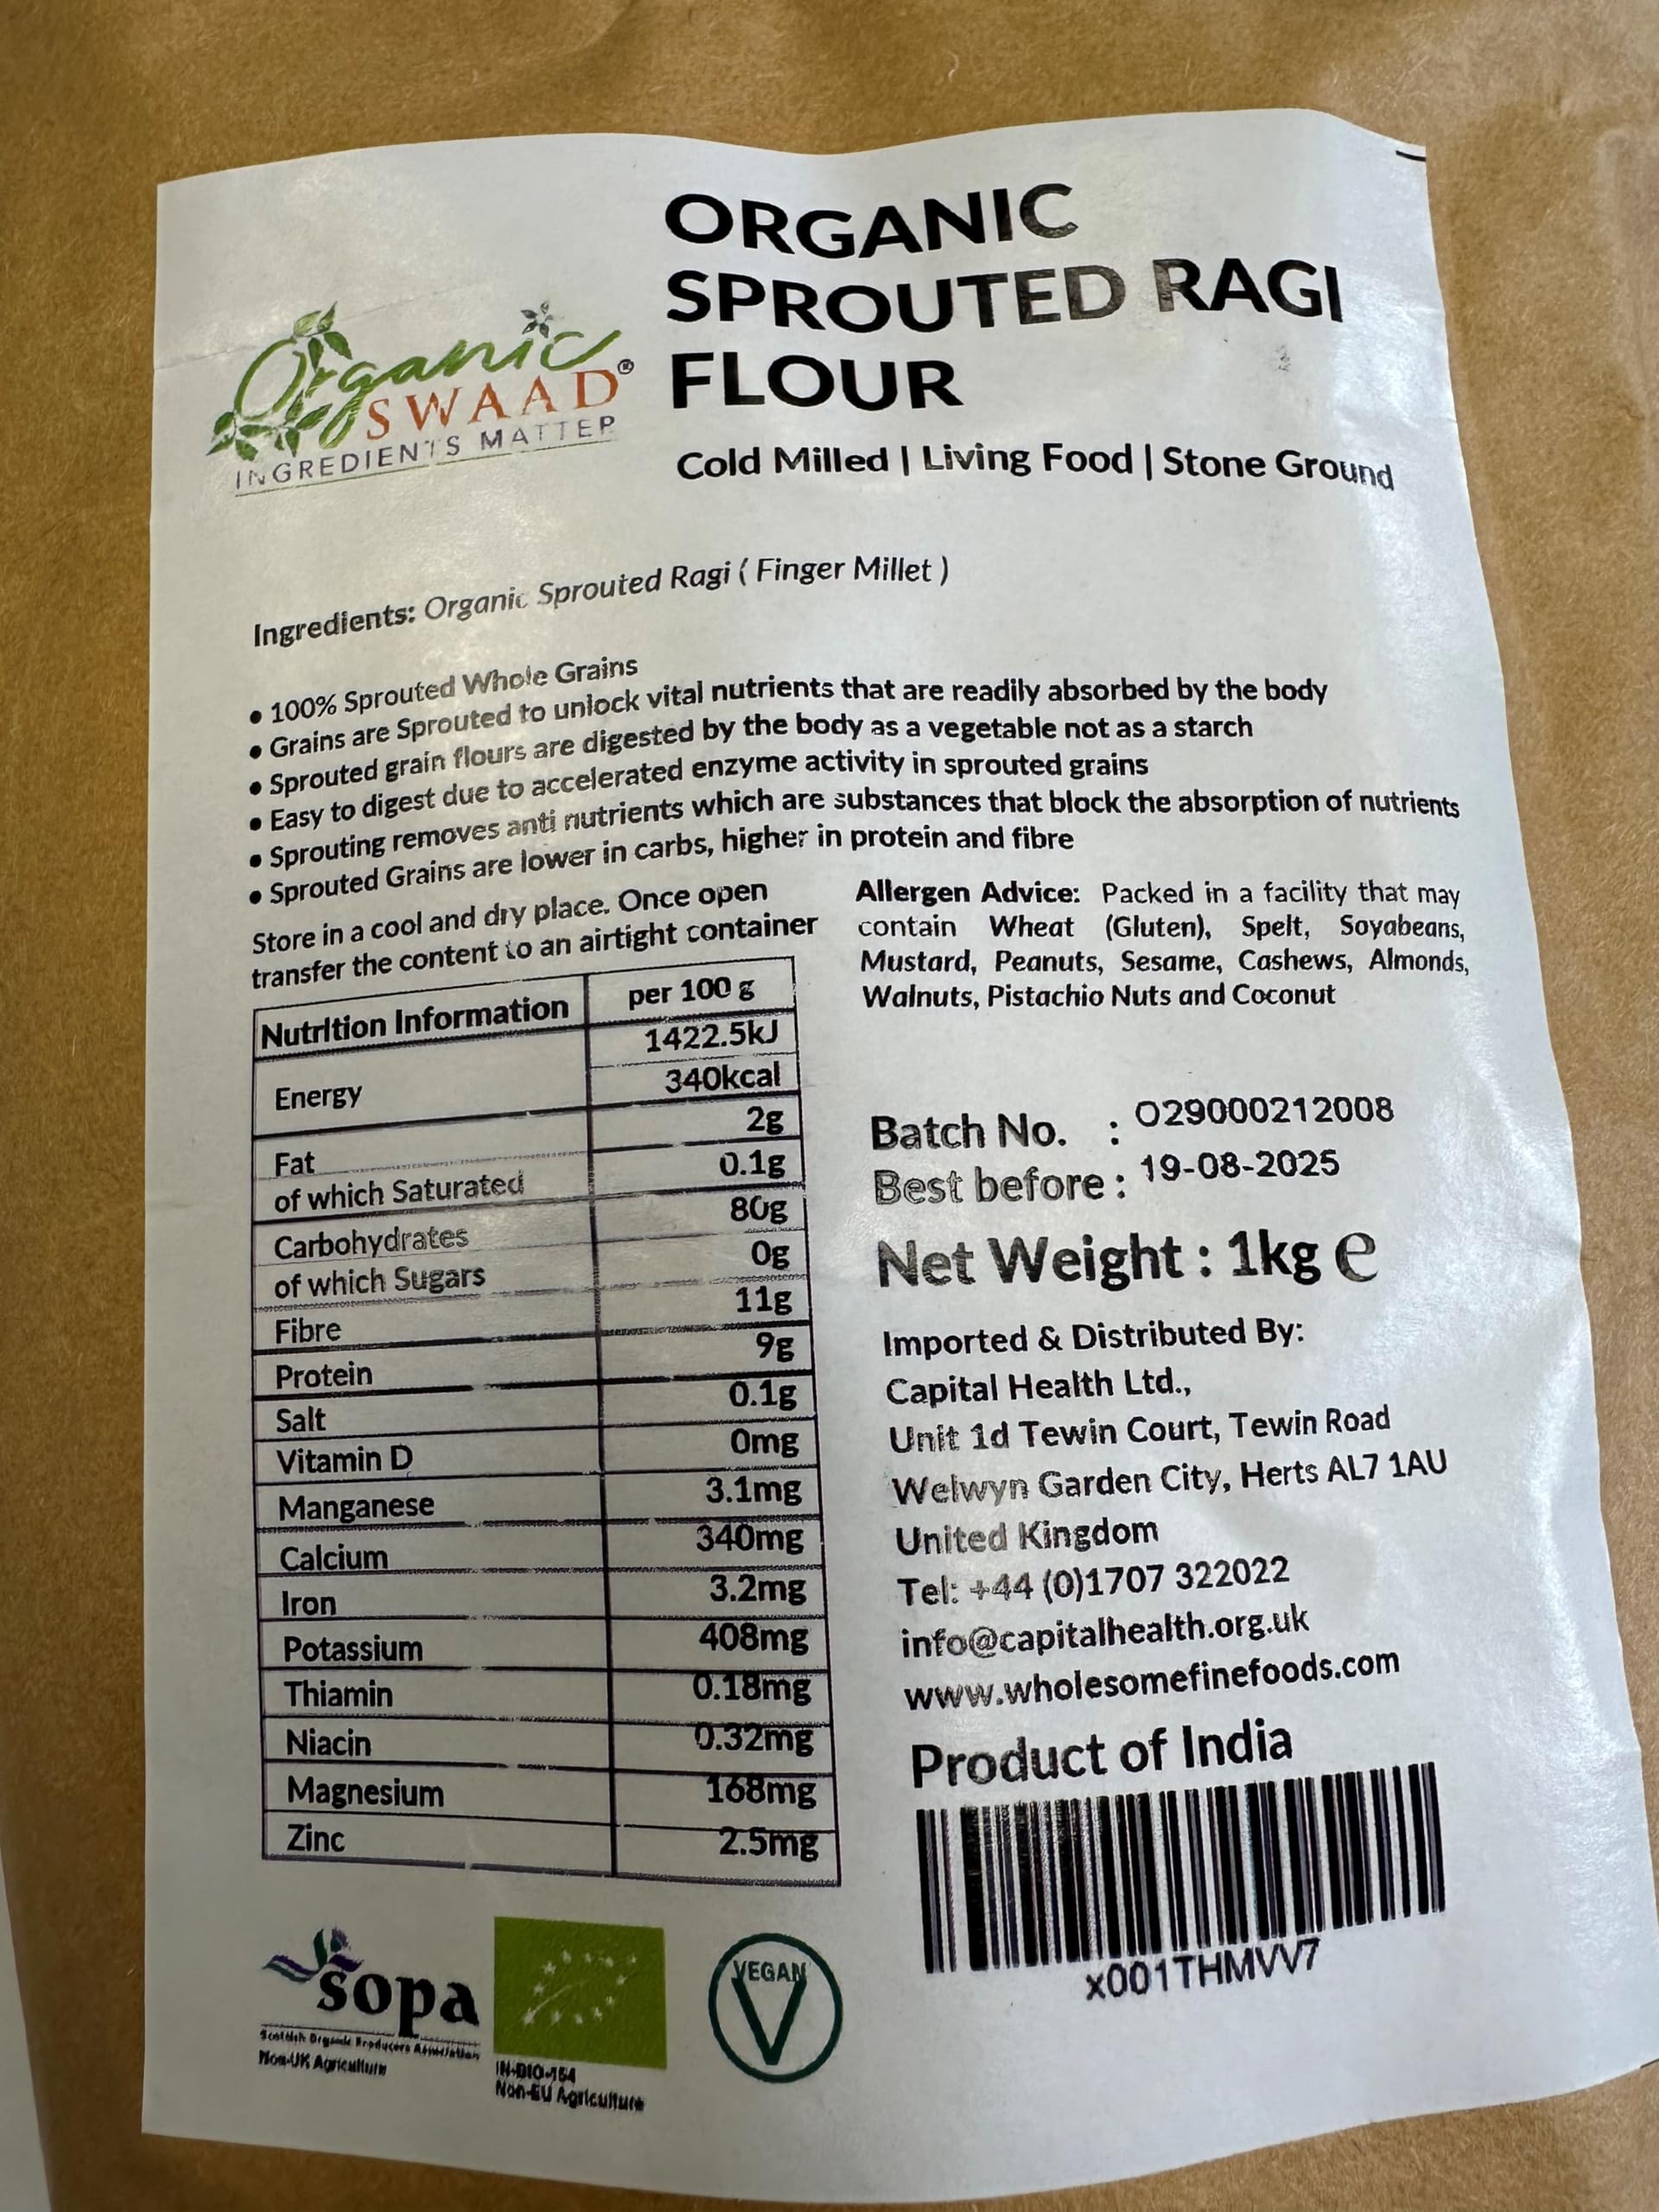 ORGANIC
SPROUTED RAGI
FLOUR
Cold Milled | Living Food | Stone Ground
Organic
SWAAD®
INGREDIENTS MATTER
Ingredients: Organic Sprouted Ragi ( Finger Millet )
• 100% Sprouted Whole Grains
• Grains are Sprouted to unlock vital nutrients that are readily absorbed by the body
• Sprouted grain flours are digested by the body as a vegetable not as a starch
• Easy to digest due to accelerated enzyme activity in sprouted grains
• Sprouting removes anti nutrients which are substances that block the absorption of nutrients
• Sprouted Grains are lower in carbs, higher in protein and fibre
Store in a cool and dry place. Once open
transfer the content to an airtight container
Nutrition Information per 100 g
Energy 1422.5kJ
340kcal
Fat 2g
of which Saturated 0.1g
Carbohydrates 80g
of which Sugars 0g
Fibre 11g
Protein 9g
Salt 0.1g
Vitamin D 0mg
Manganese 3.1mg
Calcium 340mg
Iron 3.2mg
Potassium 408mg
Thiamin 0.18mg
Niacin 0.32mg
Magnesium 168mg
Zinc 2.5mg
Allergen Advice: Packed in a facility that may
contain Wheat (Gluten), Spelt, Soyabeans,
Mustard, Peanuts, Sesame, Cashews, Almonds,
Walnuts, Pistachio Nuts and Coconut
Batch No. : O29000212008
Best before : 19-08-2025
Net Weight : 1kg e
Imported & Distributed By:
Capital Health Ltd.,
Unit 1d Tewin Court, Tewin Road
Welwyn Garden City, Herts AL7 1AU
United Kingdom
Tel: +44 (0)1707 322022
info@capitalhealth.org.uk
www.wholesomefinefoods.com
Product of India
x001THMVV7
sopa
Scottish Organic Producers Association
Non-UK Agriculture
IN-BIO-154
Non-EU Agriculture
VEGAN
V